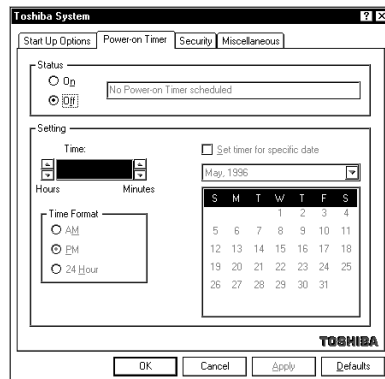 Toshiba System
Start Up Options Power-on Timer Security Miscellaneous
Status
On
Off
No Power-on Timer scheduled
Setting
Time:
Hours Minutes
Time Format
AM
PM
24 Hour
Set timer for specific date
May, 1996
S M T W T F S
1 2 3 4
5 6 7 8 9 10 11
12 13 14 15 16 17 18
19 20 21 22 23 24 25
26 27 28 29 30 31
TOSHIBA
OK Cancel Apply Defaults